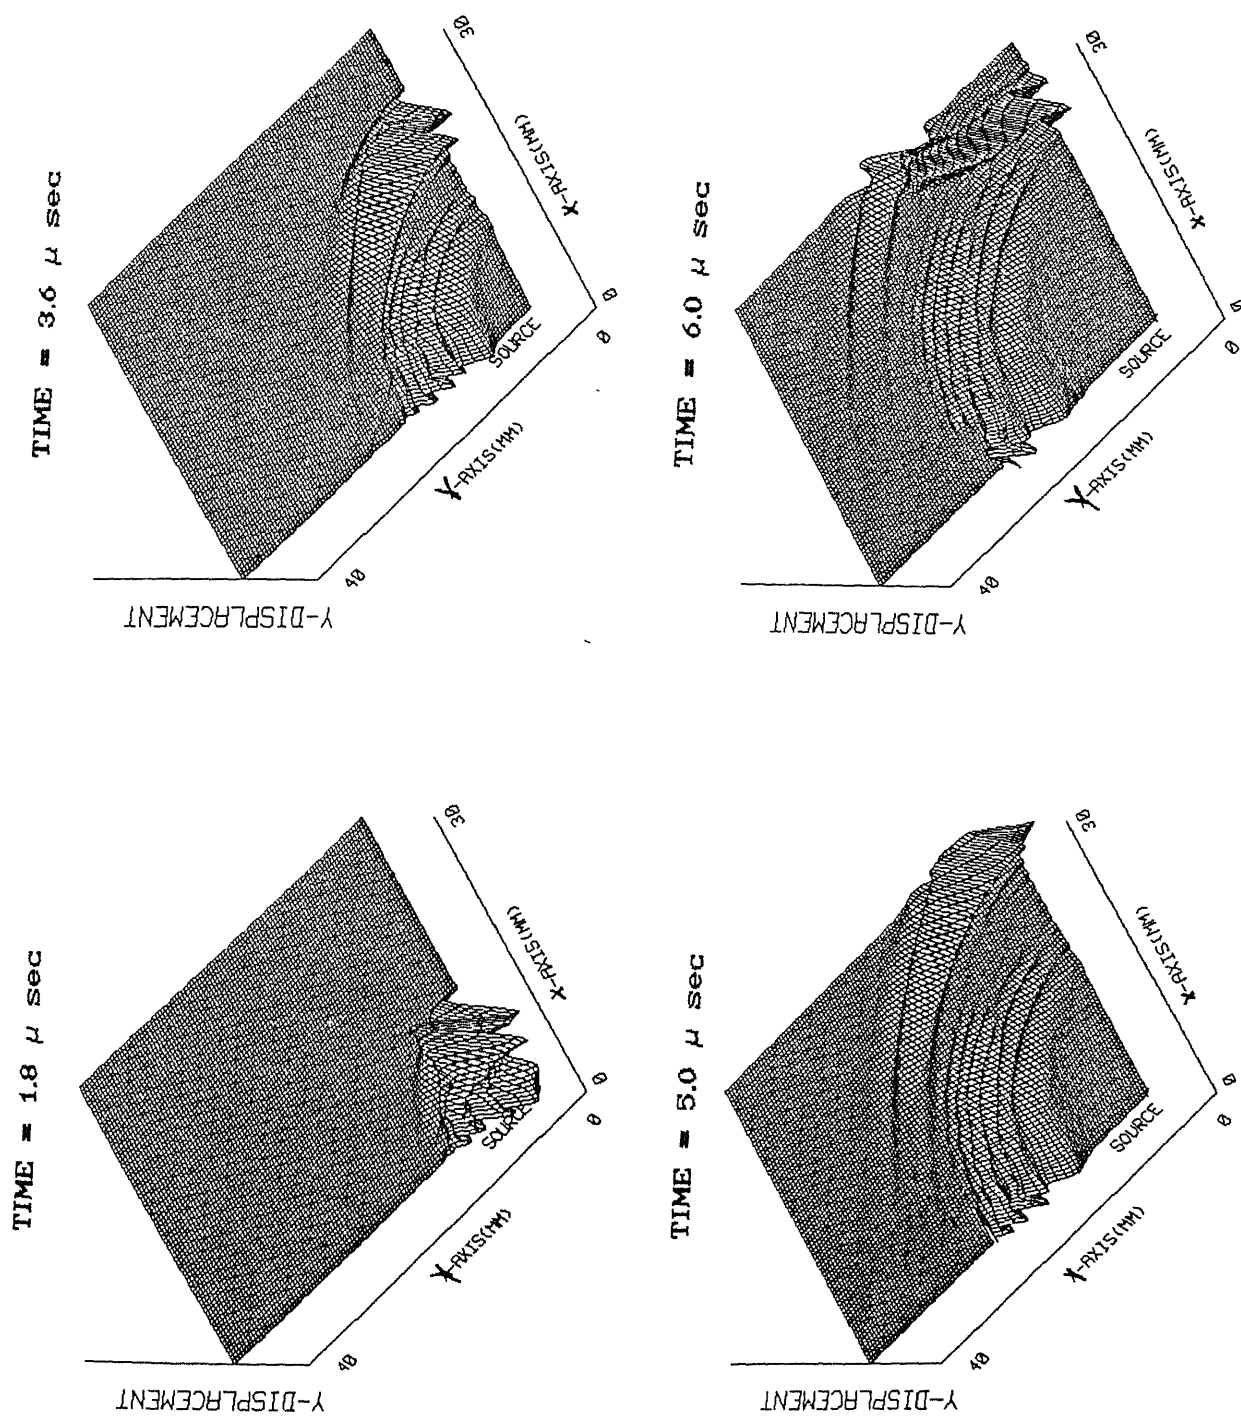 TIME = 1.8 μ sec
Y-DISPLACEMENT
40
Y-AXIS(MM)
SOURCE
0
0
X-AXIS(MM)
30
TIME = 3.6 μ sec
Y-DISPLACEMENT
40
Y-AXIS(MM)
SOURCE
0
0
X-AXIS(MM)
30
TIME = 5.0 μ sec
Y-DISPLACEMENT
40
Y-AXIS(MM)
SOURCE
0
0
X-AXIS(MM)
30
TIME = 6.0 μ sec
Y-DISPLACEMENT
40
Y-AXIS(MM)
SOURCE
0
0
X-AXIS(MM)
30